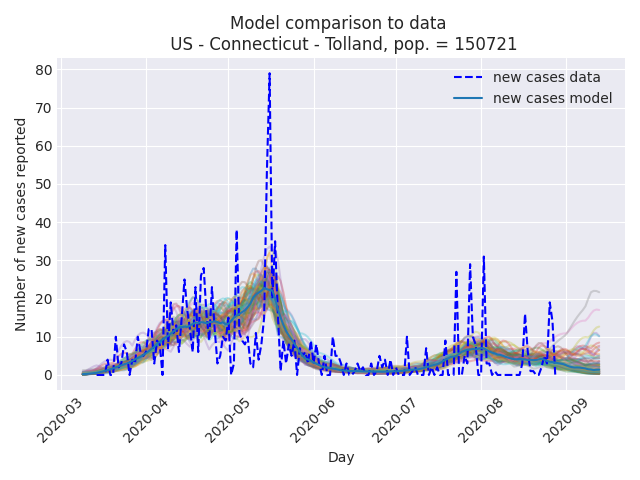 Model comparison to data
US - Connecticut - Tolland, pop. = 150721
new cases data
new cases model
Number of new cases reported
80
70
60
50
40
30
20
10
0
2020-03
2020-04
2020-05
2020-06
2020-07
2020-08
2020-09
Day